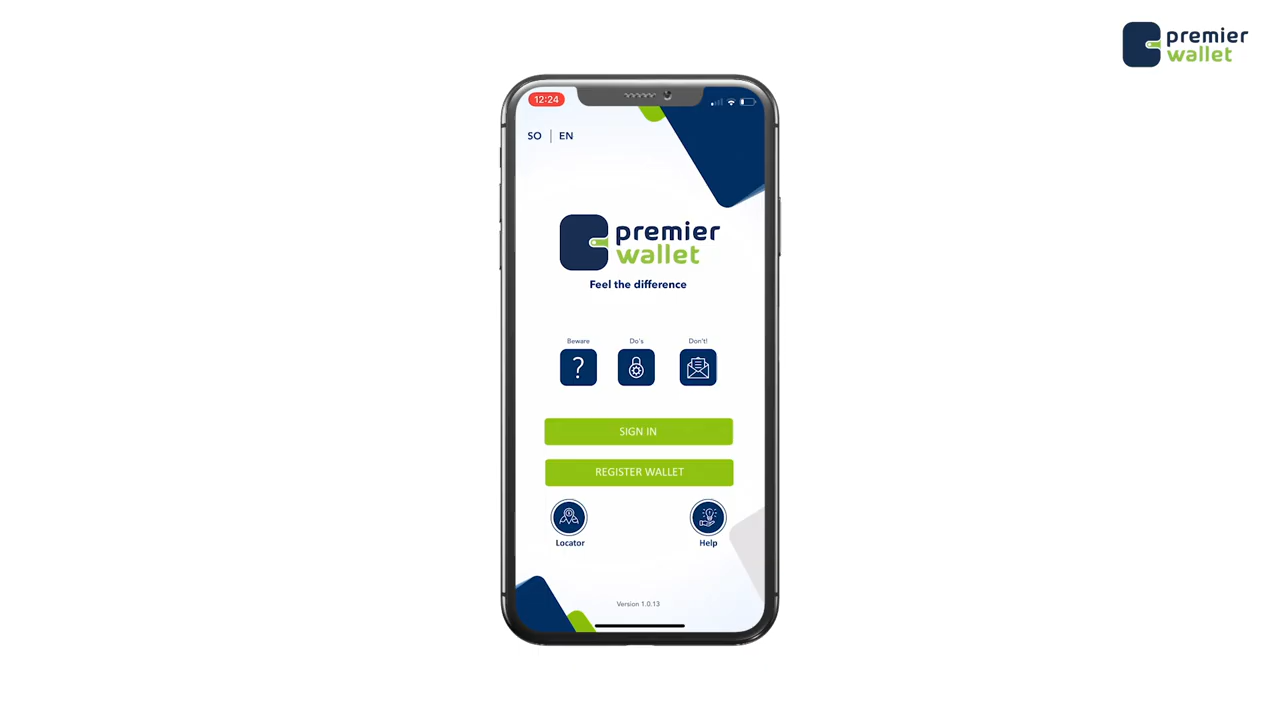 premier
wallet
12:24
SO | EN
premier
wallet
Feel the difference
Beware
Do's
Don't!
SIGN IN
REGISTER WALLET
Locator
Help
Version 1.0.13